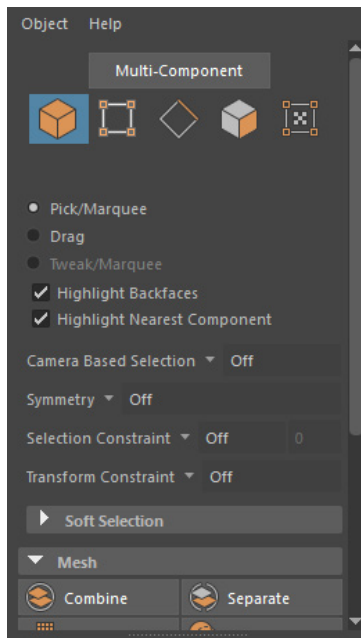 Object Help
Multi-Component
Pick/Marquee
Drag
Tweak/Marquee
Highlight Backfaces
Highlight Nearest Component
Camera Based Selection Off
Symmetry Off
Selection Constraint Off 0
Transform Constraint Off
Soft Selection
Mesh
Combine Separate